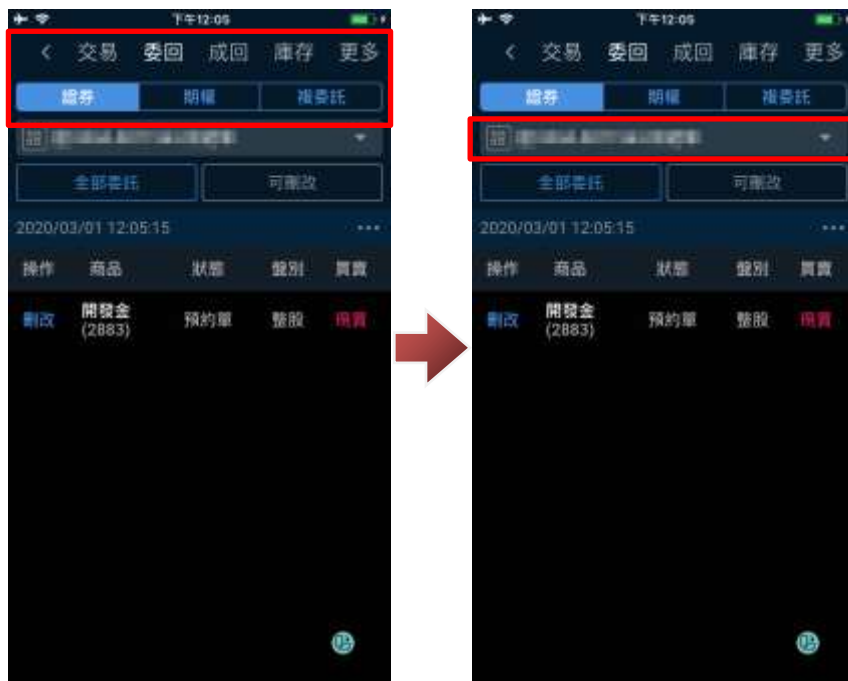 下午12:05
交易 委回 成回 庫存 更多
證券 期權 複委託
全部委託 可刪改
2020/03/01 12:05:15
操作 商品 狀態 盤別 買賣
刪改 開發金 預約單 整股 現買
(2883)
下午12:05
交易 委回 成回 庫存 更多
證券 期權 複委託
全部委託 可刪改
2020/03/01 12:05:15
操作 商品 狀態 盤別 買賣
刪改 開發金 預約單 整股 現買
(2883)